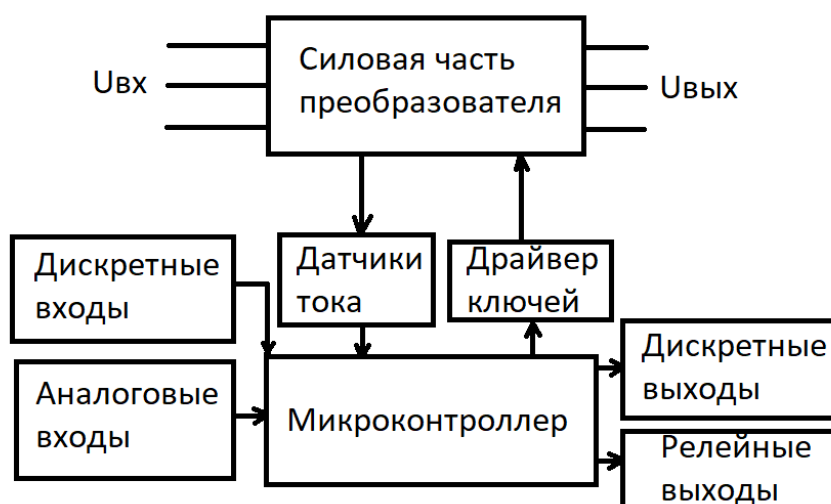 Силовая часть
преобразователя
Uвх
Uвых
Дискретные
входы
Датчики
тока
Драйвер
ключей
Дискретные
выходы
Аналоговые
входы
Микроконтроллер
Релейные
выходы